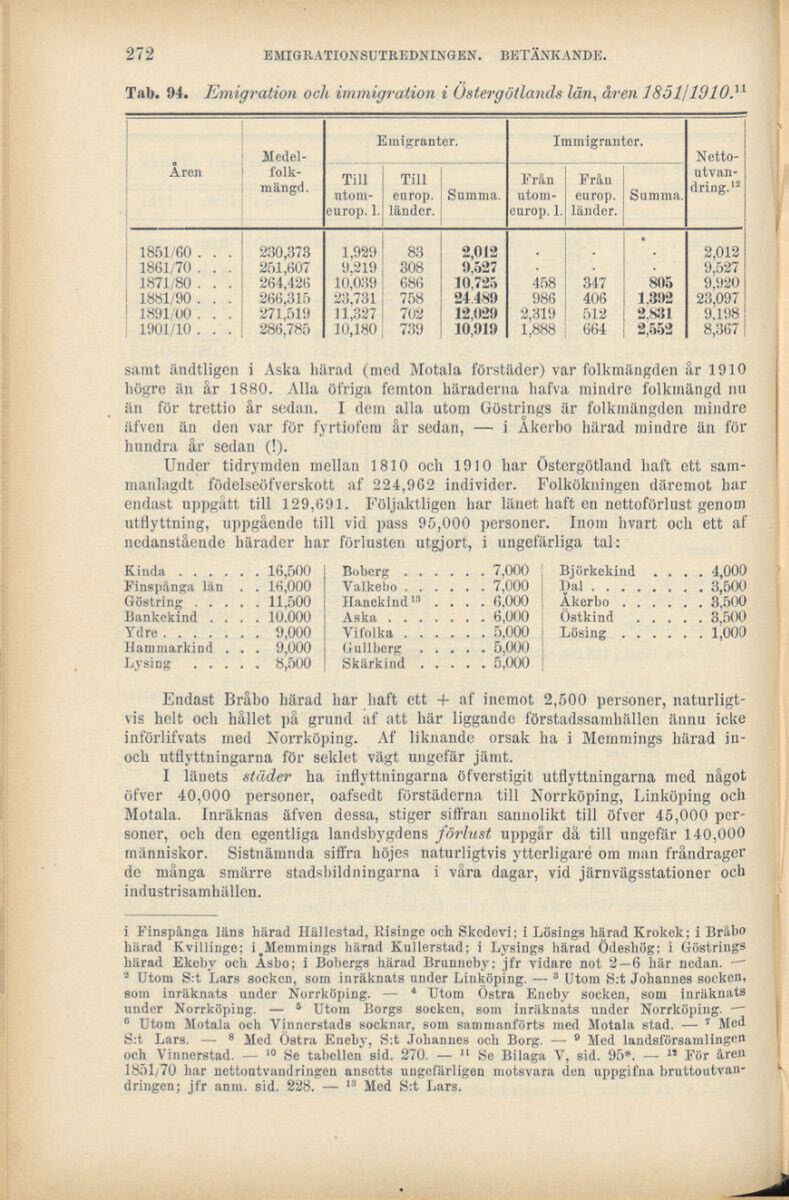 272 EMIGRATIONSUTREDNINGEN. BETÄNKANDE.
Tab. 94. Emigration och immigration i Östergötlands län, åren 1851/1910.¹¹
Åren Medel-folk-mängd. Emigranter. Immigranter. Netto-utvan-dring.¹²
Till utom-europ. l. Till europ. länder. Summa. Från utom-europ. l. Från europ. länder. Summa.
1851/60 . . . 230,373 1,929 83 2,012 . . . 2,012
1861/70 . . . 251,607 9,219 308 9,527 . . . 9,527
1871/80 . . . 264,426 10,039 686 10,725 458 347 805 9,920
1881/90 . . . 266,315 23,731 758 24,489 986 406 1,392 23,097
1891/00 . . . 271,519 11,327 702 12,029 2,319 512 2,831 9,198
1901/10 . . . 286,785 10,180 739 10,919 1,888 664 2,552 8,367
samt ändtligen i Aska härad (med Motala förstäder) var folkmängden år 1910
högre än år 1880. Alla öfriga femton häraderna hafva mindre folkmängd nu
än för trettio år sedan. I dem alla utom Göstrings är folkmängden mindre
äfven än den var för fyrtiofem år sedan, — i Åkerbo härad mindre än för
hundra år sedan (!).
Under tidrymden mellan 1810 och 1910 har Östergötland haft ett sam-
manlagdt födelseöfverskott af 224,962 individer. Folkökningen däremot har
endast uppgått till 129,691. Följaktligen har länet haft en nettoförlust genom
utflyttning, uppgående till vid pass 95,000 personer. Inom hvart och ett af
nedanstående härader har förlusten utgjort, i ungefärliga tal:
Kinda . . . . . . 16,500 Boberg . . . . . . 7,000 Björkekind . . . . 4,000
Finspånga län . . 16,000 Valkebo . . . . . . 7,000 Dal . . . . . . . . 3,500
Göstring . . . . . 11,500 Hanekind¹³ . . . . 6,000 Åkerbo . . . . . . 3,500
Bankekind . . . . 10,000 Aska . . . . . . . 6,000 Östkind . . . . . 3,500
Ydre . . . . . . . 9,000 Vifolka . . . . . . 5,000 Lösing . . . . . . 1,000
Hammarkind . . . 9,000 Gullberg . . . . . 5,000
Lysing . . . . . 8,500 Skärkind . . . . . 5,000
Endast Bråbo härad har haft ett + af inemot 2,500 personer, naturligt-
vis helt och hållet på grund af att här liggande förstadssamhällen ännu icke
införlifvats med Norrköping. Af liknande orsak ha i Memmings härad in-
och utflyttningarna för seklet vägt ungefär jämt.
I länets städer ha inflyttningarna öfverstigit utflyttningarna med något
öfver 40,000 personer, oafsedt förstäderna till Norrköping, Linköping och
Motala. Inräknas äfven dessa, stiger siffran sannolikt till öfver 45,000 per-
soner, och den egentliga landsbygdens förlust uppgår då till ungefär 140,000
människor. Sistnämnda siffra höjes naturligtvis ytterligare om man fråndrager
de många smärre stadsbildningarna i våra dagar, vid järnvägsstationer och
industrisamhällen.
i Finspånga läns härad Hällestad, Risinge och Skedevi; i Lösings härad Krokek; i Bråbo
härad Kvillinge; i Memmings härad Kullerstad; i Lysings härad Ödeshög; i Göstrings
härad Ekeby och Åsbo; i Bobergs härad Brunneby; jfr vidare not 2—6 här nedan. —
² Utom S:t Lars socken, som inräknats under Linköping. — ³ Utom S:t Johannes socken,
som inräknats under Norrköping. — ⁴ Utom Östra Eneby socken, som inräknats
under Norrköping. — ⁵ Utom Borgs socken, som inräknats under Norrköping. —
⁶ Utom Motala och Vinnerstads socknar, som sammanförts med Motala stad. — ⁷ Med
S:t Lars. — ⁸ Med Östra Eneby, S:t Johannes och Borg. — ⁹ Med landsförsamlingen
och Vinnerstad. — ¹⁰ Se tabellen sid. 270. — ¹¹ Se Bilaga V, sid. 95*. — ¹² För åren
1851/70 har nettoutvandringen ansetts ungefärligen motsvara den uppgifna bruttoutvan-
dringen; jfr anm. sid. 228. — ¹³ Med S:t Lars.